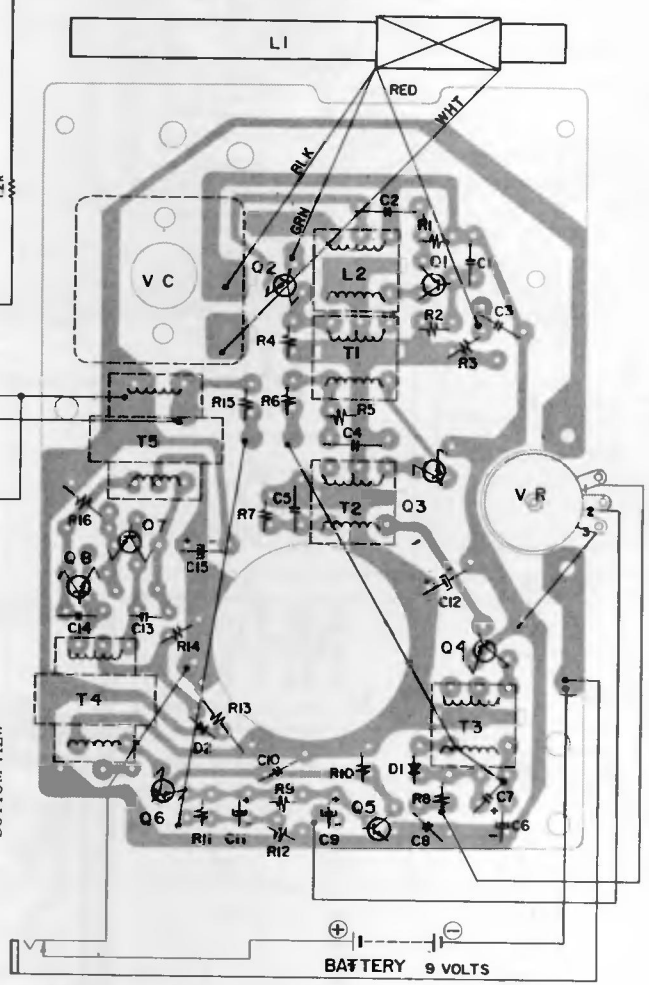 L1
RED
WHT
BLK
GRN
C2
R1
Q1
C1
VC
Q2
L2
R2
C3
R4
T1
R3
R15
R6
R5
C4
T5
Q3
VR
R16
Q7
R7
C5
T2
2
3
Q8
C15
C12
C14
C13
R14
Q4
T4
R13
T3
D2
C10
R10
D1
R9
R8
C7
Q6
R11
C11
R12
C9
Q5
C8
C6
+ −
BATTERY 9 VOLTS
BOTTOM VIEW